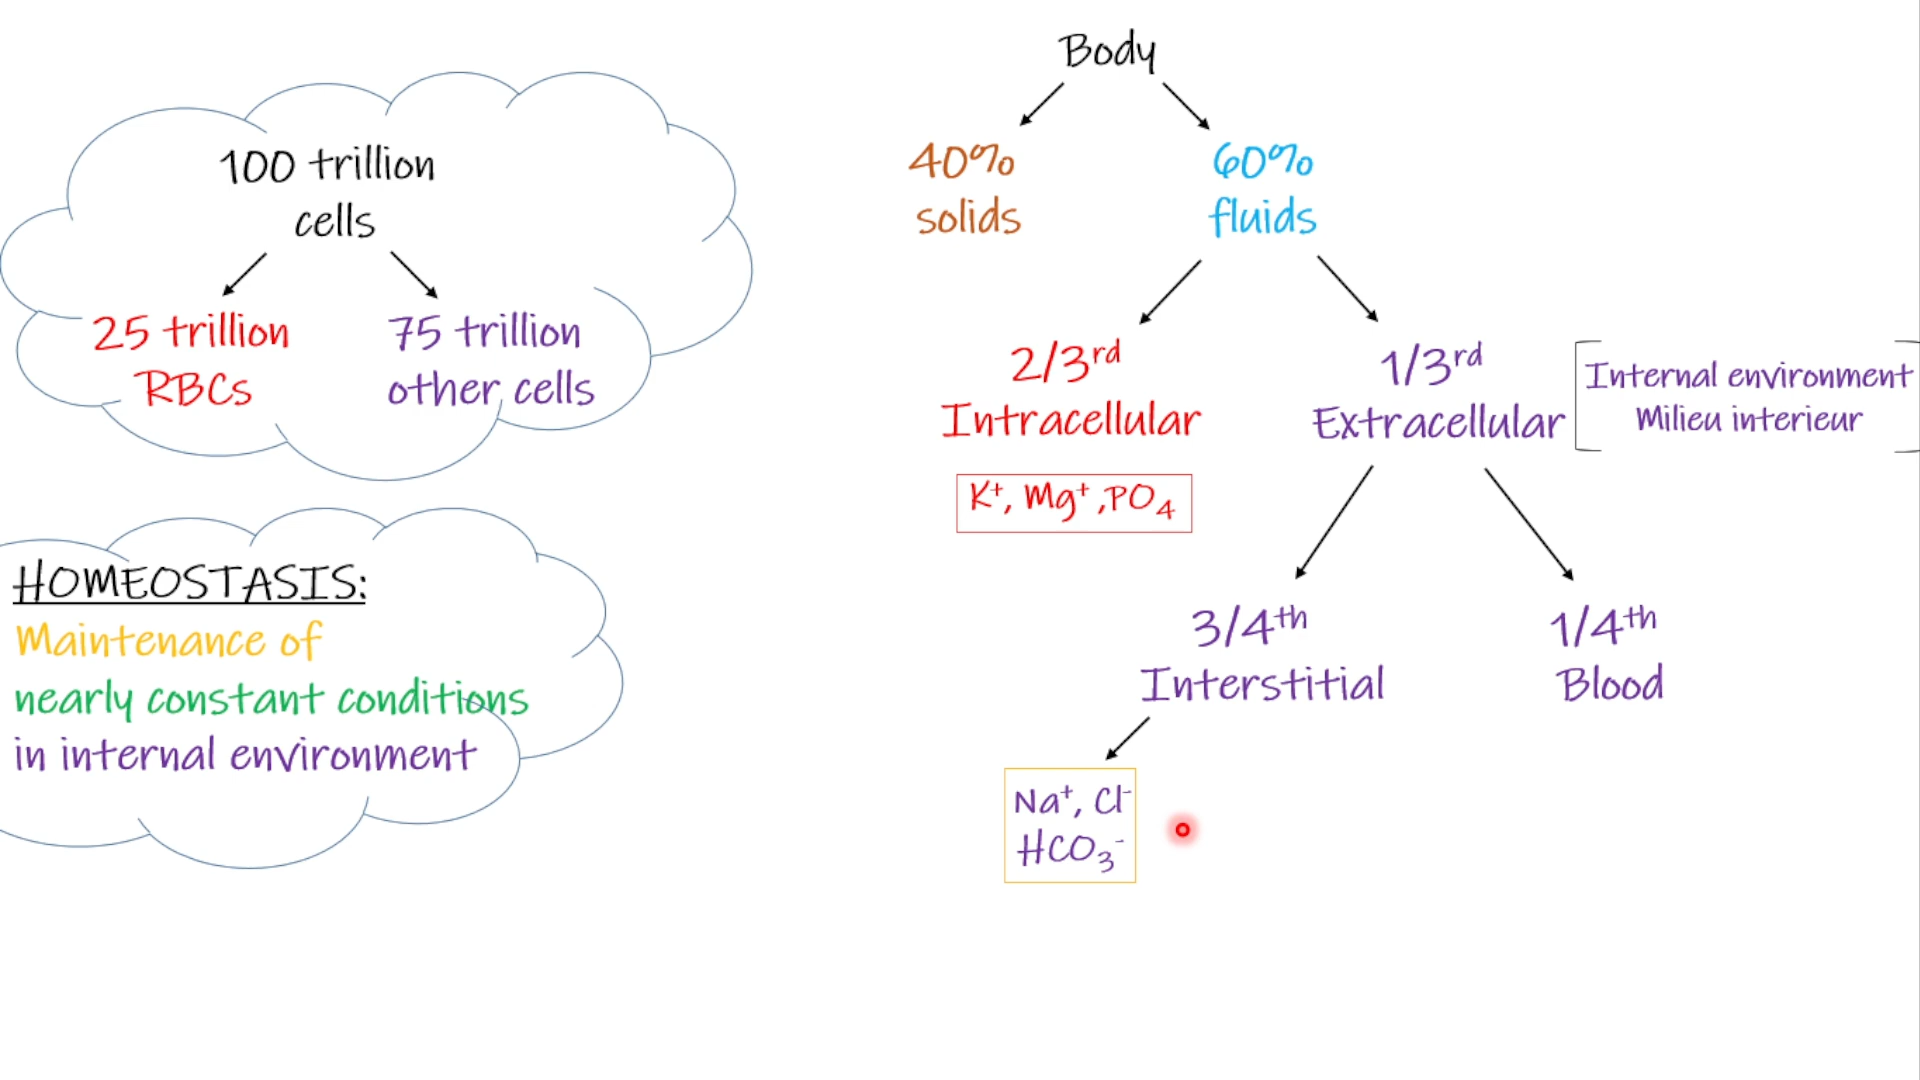 100 trillion
cells
25 trillion
RBCs
75 trillion
other cells
HOMEOSTASIS:
Maintenance of
nearly constant conditions
in internal environment
Body
40%
solids
60%
fluids
2/3rd
Intracellular
K⁺, Mg⁺,PO₄
1/3rd
Extracellular
Internal environment
Milieu interieur
3/4th
Interstitial
1/4th
Blood
Na⁺, Cl⁻
HCO₃⁻